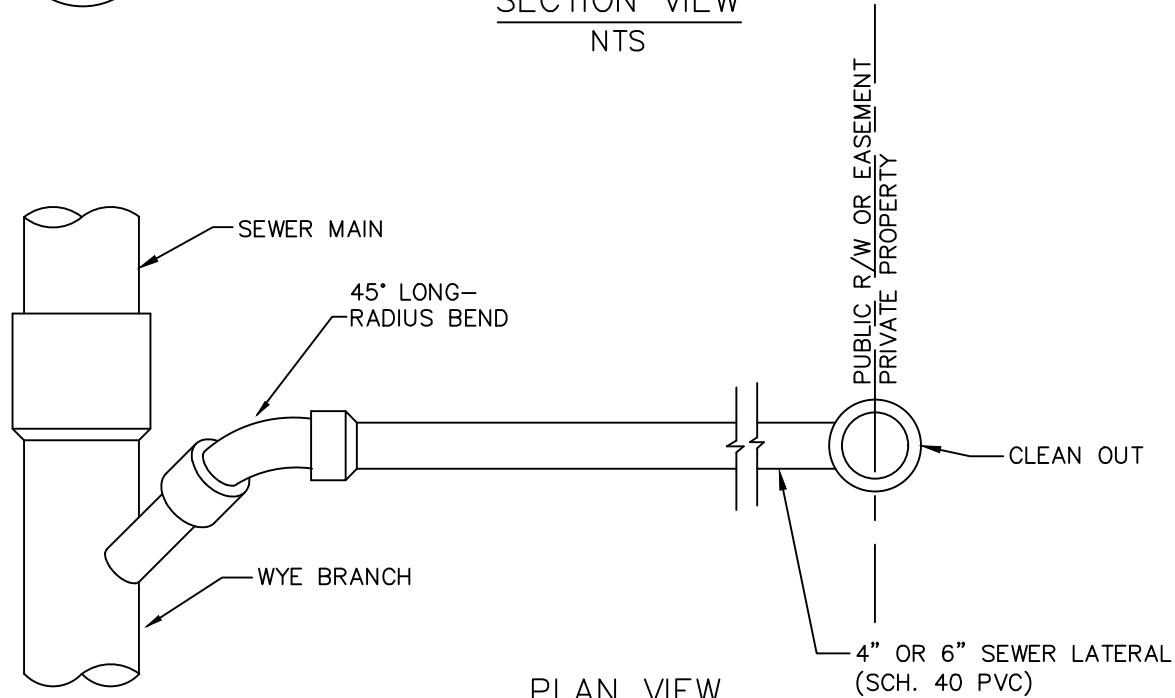 SECTION VIEW
NTS
PUBLIC R/W OR EASEMENT
PRIVATE PROPERTY
SEWER MAIN
45° LONG–
RADIUS BEND
CLEAN OUT
WYE BRANCH
4" OR 6" SEWER LATERAL
(SCH. 40 PVC)
PLAN VIEW